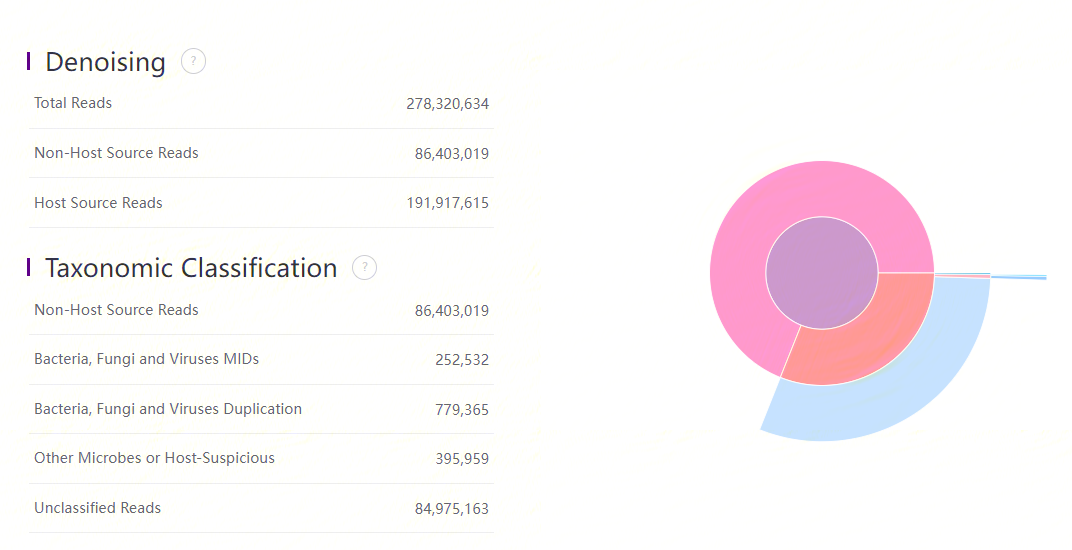 Denoising ?
Total Reads 278,320,634
Non-Host Source Reads 86,403,019
Host Source Reads 191,917,615
Taxonomic Classification ?
Non-Host Source Reads 86,403,019
Bacteria, Fungi and Viruses MIDs 252,532
Bacteria, Fungi and Viruses Duplication 779,365
Other Microbes or Host-Suspicious 395,959
Unclassified Reads 84,975,163